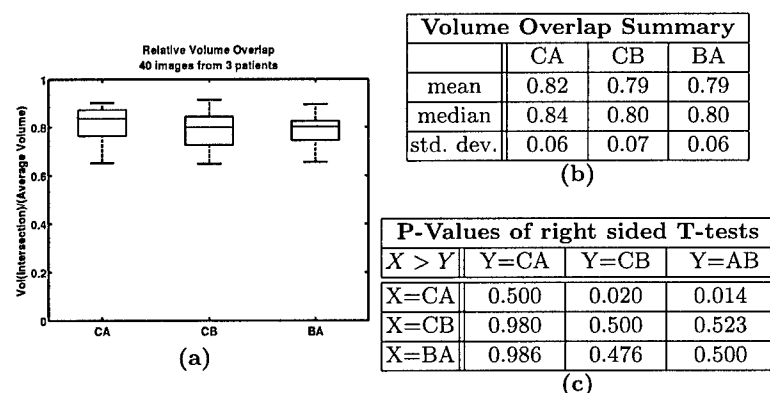 Relative Volume Overlap
40 images from 3 patients
Vol(Intersection)/(Average Volume)
1
0.8
0.6
0.4
0.2
0
CA CB BA
(a)
Volume Overlap Summary
CA CB BA
mean 0.82 0.79 0.79
median 0.84 0.80 0.80
std. dev. 0.06 0.07 0.06
(b)
P-Values of right sided T-tests
X > Y Y=CA Y=CB Y=AB
X=CA 0.500 0.020 0.014
X=CB 0.980 0.500 0.523
X=BA 0.986 0.476 0.500
(c)